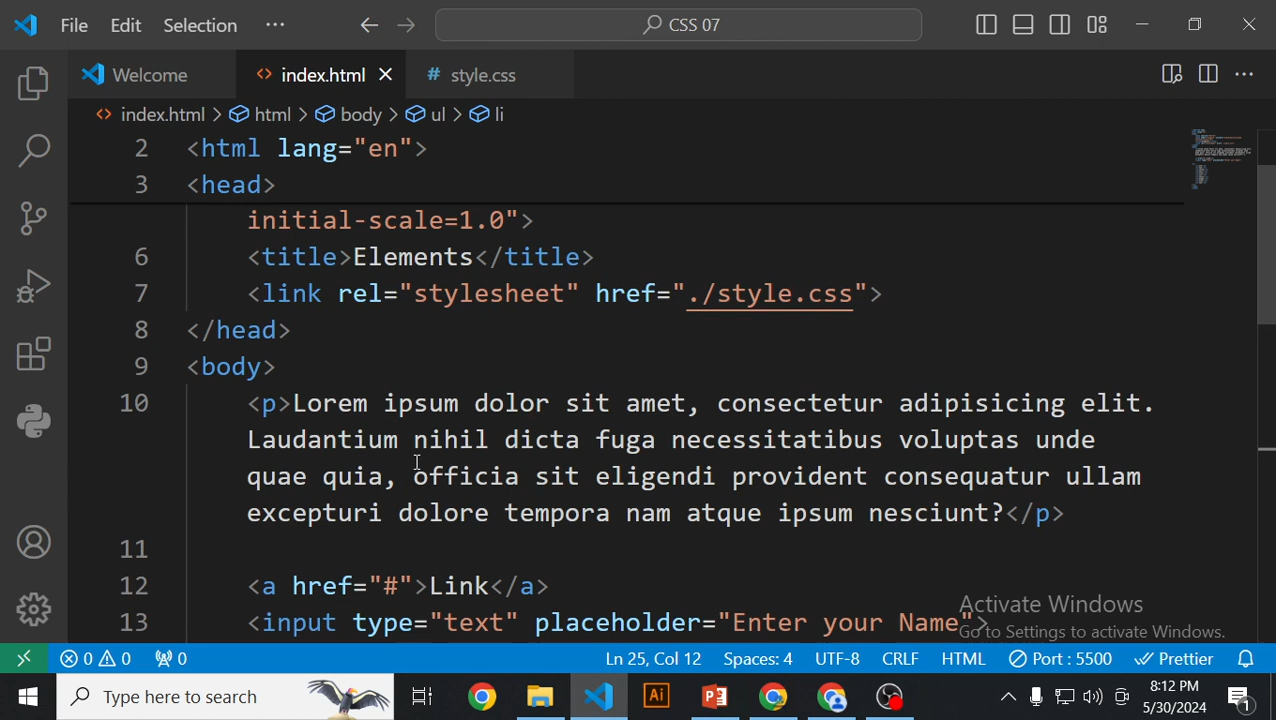 File Edit Selection ··· CSS 07
Welcome index.html style.css
index.html > html > body > ul > li
2 <html lang="en">
3 <head>
initial-scale=1.0">
6 <title>Elements</title>
7 <link rel="stylesheet" href="./style.css">
8 </head>
9 <body>
10 <p>Lorem ipsum dolor sit amet, consectetur adipisicing elit.
Laudantium nihil dicta fuga necessitatibus voluptas unde
quae quia, officia sit eligendi provident consequatur ullam
excepturi dolore tempora nam atque ipsum nesciunt?</p>
11
12 <a href="#">Link</a>
13 <input type="text" placeholder="Enter your Name">
Activate Windows
Go to Settings to activate Windows.
0 0 0 Ln 25, Col 12 Spaces: 4 UTF-8 CRLF HTML Port : 5500 Prettier
Type here to search Ai P 8:12 PM
5/30/2024 1